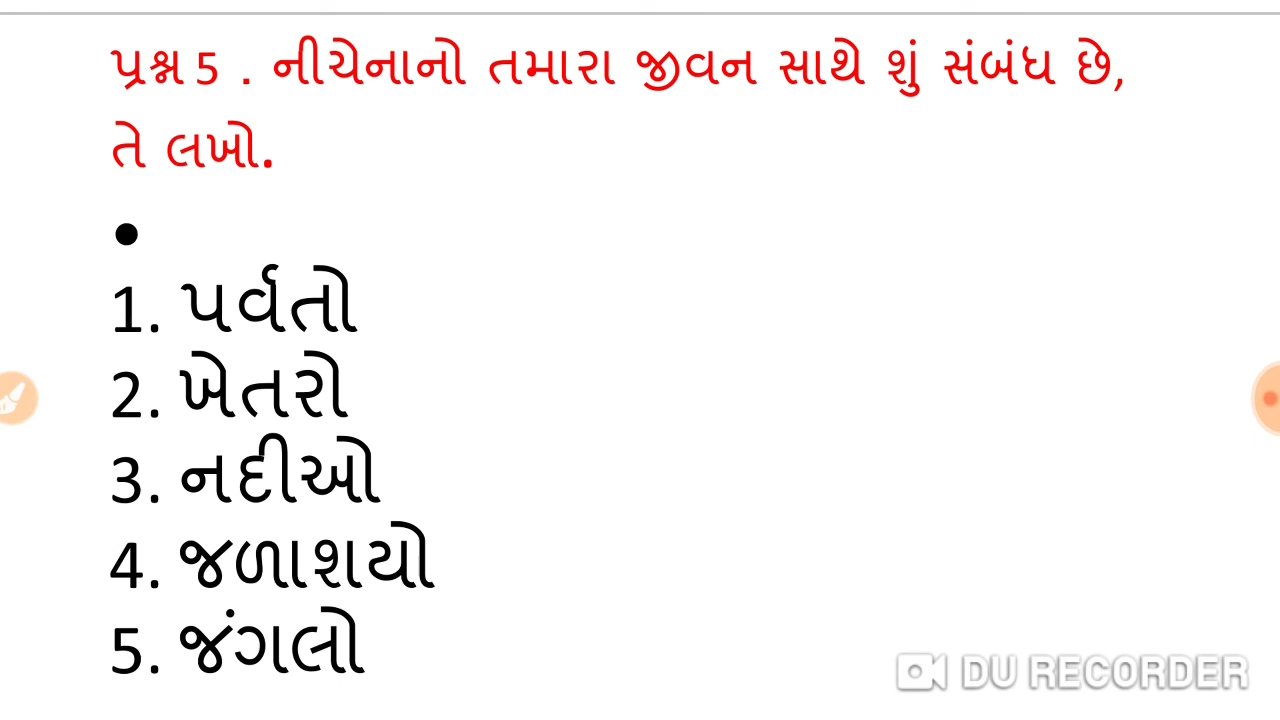 પ્રશ્ન 5 . નીચેનાનો તમારા જીવન સાથે શું સંબંધ છે,
તે લખો.
•
1. પર્વતો
2. ખેતરો
3. નદીઓ
4. જળાશયો
5. જંગલો
DU RECORDER